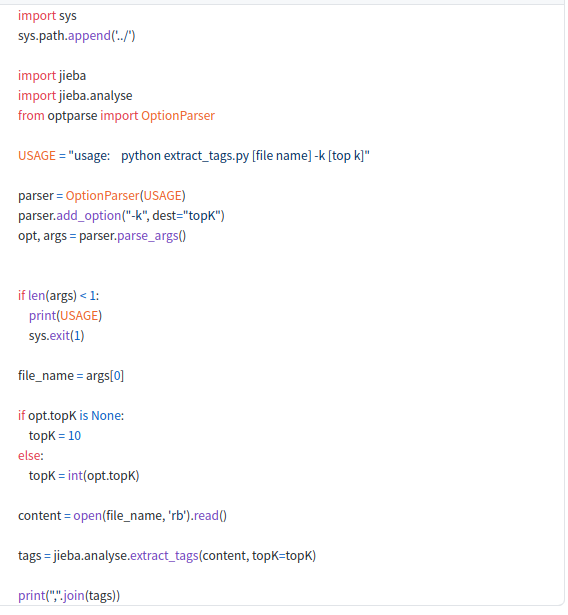 import sys
sys.path.append('../')
import jieba
import jieba.analyse
from optparse import OptionParser
USAGE = "usage:    python extract_tags.py [file name] -k [top k]"
parser = OptionParser(USAGE)
parser.add_option("-k", dest="topK")
opt, args = parser.parse_args()
if len(args) < 1:
    print(USAGE)
    sys.exit(1)
file_name = args[0]
if opt.topK is None:
    topK = 10
else:
    topK = int(opt.topK)
content = open(file_name, 'rb').read()
tags = jieba.analyse.extract_tags(content, topK=topK)
print(",".join(tags))